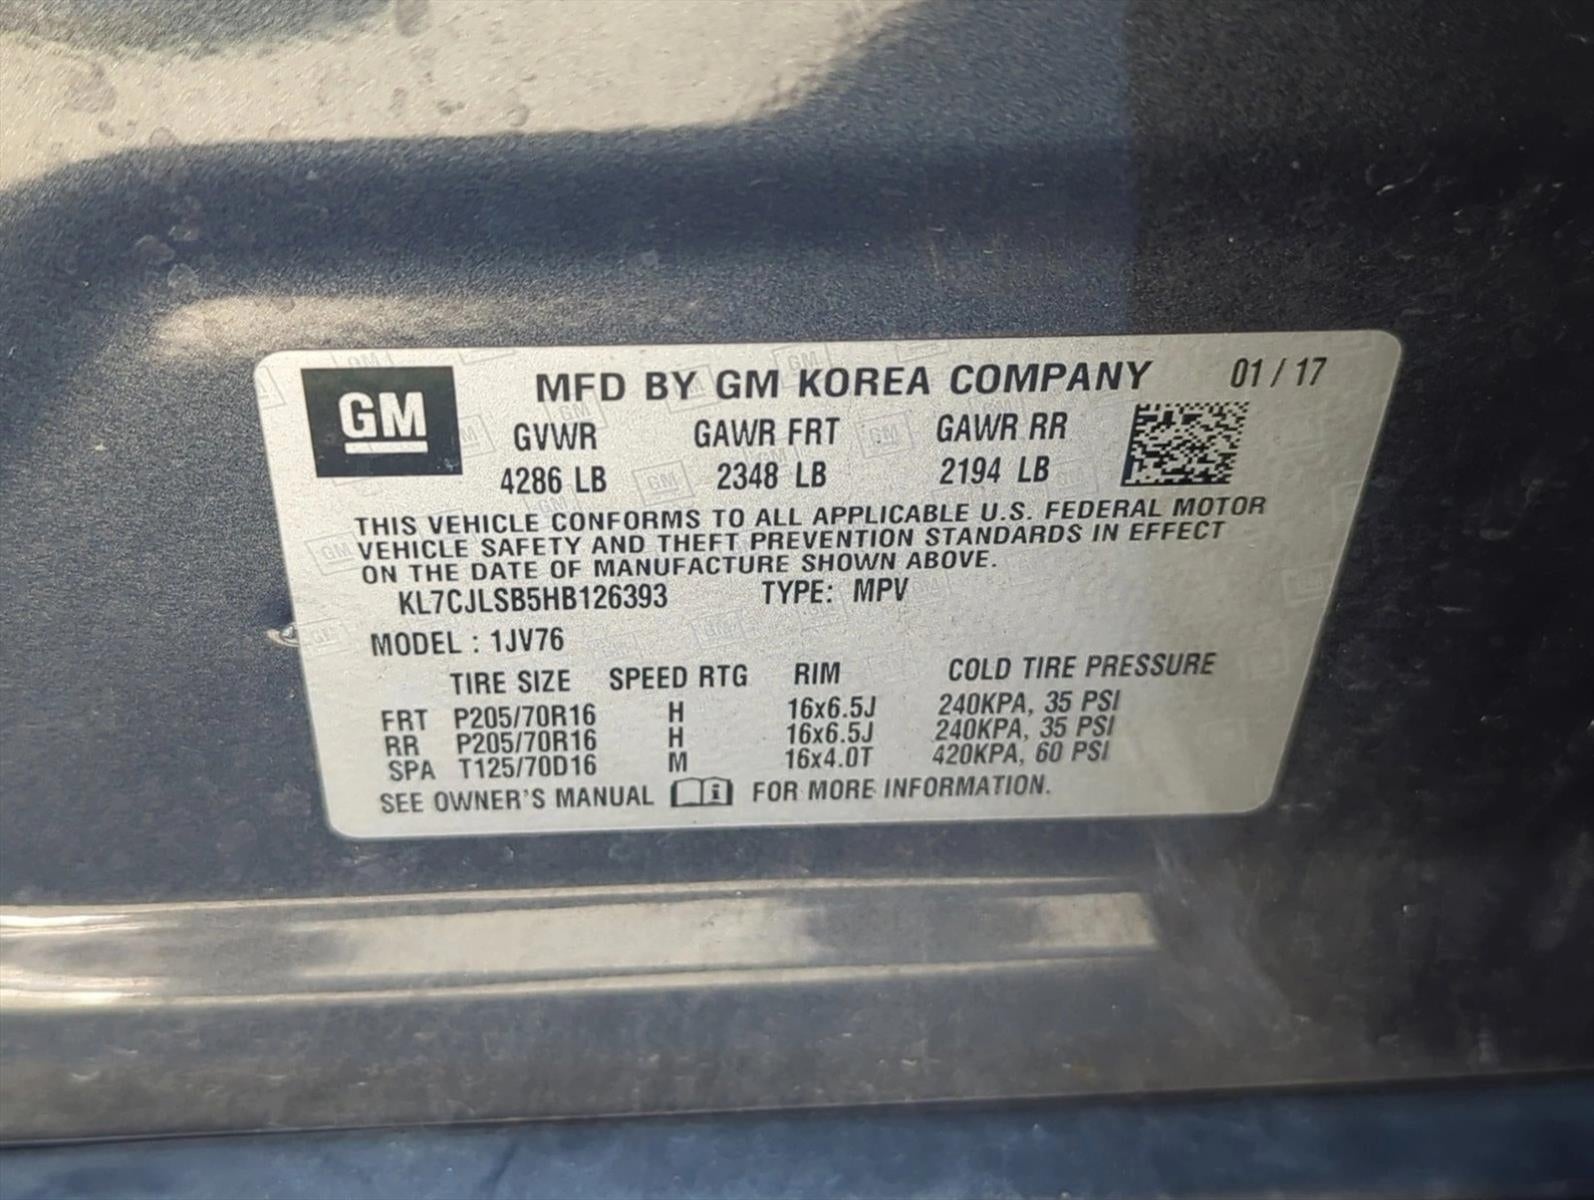 GM
MFD BY GM KOREA COMPANY 01 / 17
GVWR GAWR FRT GAWR RR
4286 LB 2348 LB 2194 LB
THIS VEHICLE CONFORMS TO ALL APPLICABLE U.S. FEDERAL MOTOR
VEHICLE SAFETY AND THEFT PREVENTION STANDARDS IN EFFECT
ON THE DATE OF MANUFACTURE SHOWN ABOVE.
KL7CJLSB5HB126393 TYPE: MPV
MODEL : 1JV76
TIRE SIZE SPEED RTG RIM COLD TIRE PRESSURE
FRT P205/70R16 H 16x6.5J 240KPA, 35 PSI
RR P205/70R16 H 16x6.5J 240KPA, 35 PSI
SPA T125/70D16 M 16x4.0T 420KPA, 60 PSI
SEE OWNER'S MANUAL i FOR MORE INFORMATION.